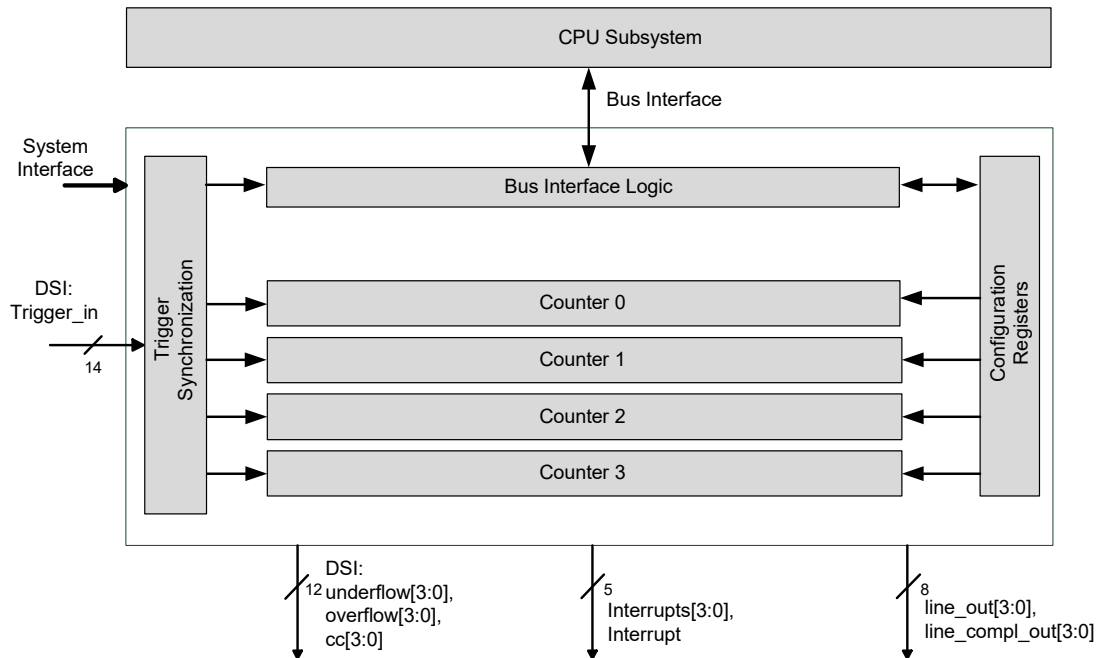 CPU Subsystem
Bus Interface
System
Interface
Bus Interface Logic
Trigger
Synchronization
Configuration
Registers
DSI:
Trigger_in
14
Counter 0
Counter 1
Counter 2
Counter 3
12
DSI:
underflow[3:0],
overflow[3:0],
cc[3:0]
5
Interrupts[3:0],
Interrupt
8
line_out[3:0],
line_compl_out[3:0]